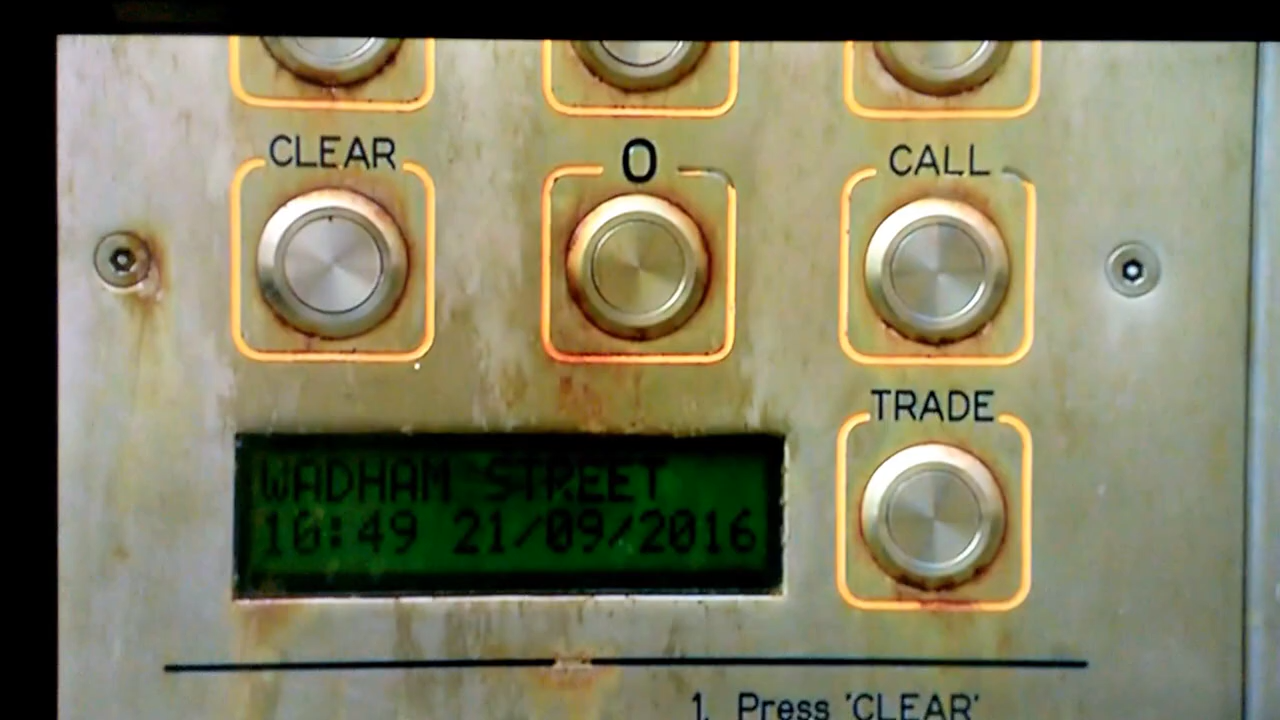 CLEAR 0 CALL
TRADE
WADHAM STREET
10:49 21/09/2016
1. Press 'CLEAR'